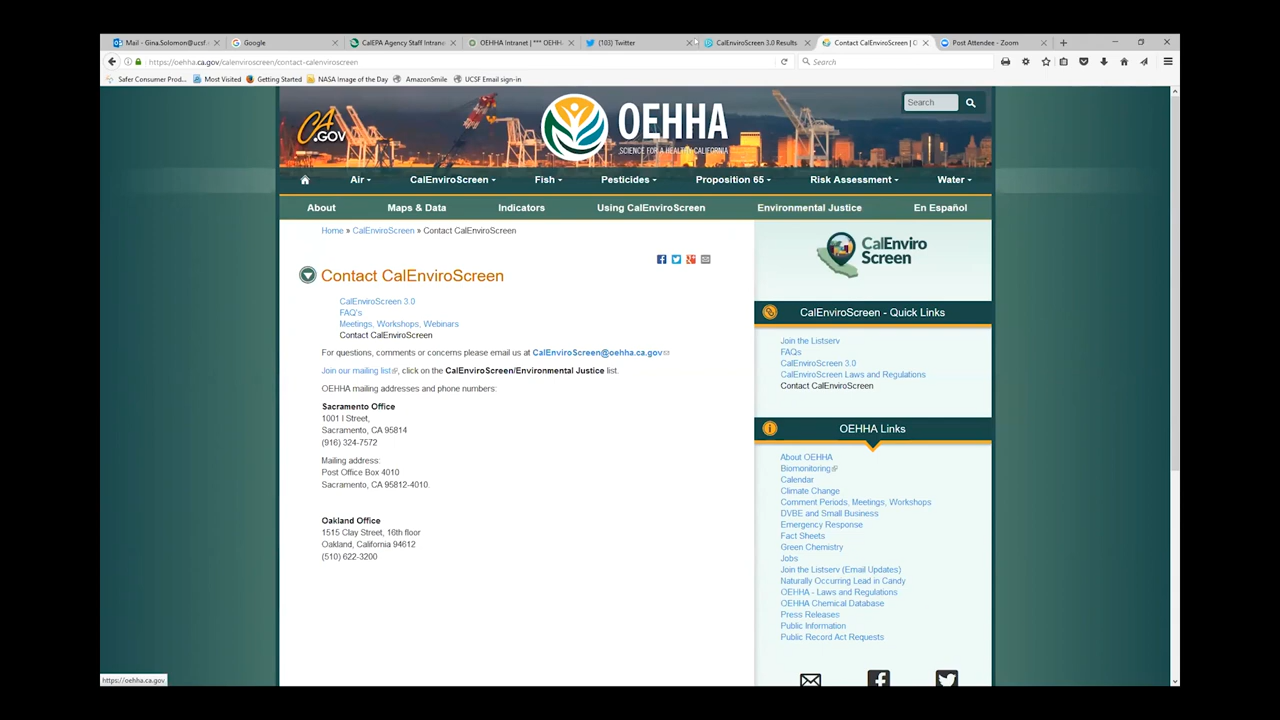 Mail - Gina.Solomon@ucsf.
Google
CalEPA Agency Staff Intrane
OEHHA Intranet | *** OEHH
(103) Twitter
CalEnviroScreen 3.0 Results
Contact CalEnviroScreen | O
Post Attendee - Zoom
https://oehha.ca.gov/calenviroscreen/contact-calenviroscreen
Search
Safer Consumer Prod...
Most Visited
Getting Started
NASA Image of the Day
AmazonSmile
UCSF Email sign-in
CA.GOV
OEHHA
SCIENCE FOR A HEALTHY CALIFORNIA
Search
Air
CalEnviroScreen
Fish
Pesticides
Proposition 65
Risk Assessment
Water
About
Maps & Data
Indicators
Using CalEnviroScreen
Environmental Justice
En Español
Home » CalEnviroScreen » Contact CalEnviroScreen
Contact CalEnviroScreen
CalEnviroScreen 3.0
FAQ's
Meetings, Workshops, Webinars
Contact CalEnviroScreen
For questions, comments or concerns please email us at CalEnviroScreen@oehha.ca.gov
Join our mailing list, click on the CalEnviroScreen/Environmental Justice list.
OEHHA mailing addresses and phone numbers:
Sacramento Office
1001 I Street,
Sacramento, CA 95814
(916) 324-7572
Mailing address:
Post Office Box 4010
Sacramento, CA 95812-4010.
Oakland Office
1515 Clay Street, 16th floor
Oakland, California 94612
(510) 622-3200
CalEnviro
Screen
CalEnviroScreen - Quick Links
Join the Listserv
FAQs
CalEnviroScreen 3.0
CalEnviroScreen Laws and Regulations
Contact CalEnviroScreen
OEHHA Links
About OEHHA
Biomonitoring
Calendar
Climate Change
Comment Periods, Meetings, Workshops
DVBE and Small Business
Emergency Response
Fact Sheets
Green Chemistry
Jobs
Join the Listserv (Email Updates)
Naturally Occurring Lead in Candy
OEHHA - Laws and Regulations
OEHHA Chemical Database
Press Releases
Public Information
Public Record Act Requests
https://oehha.ca.gov